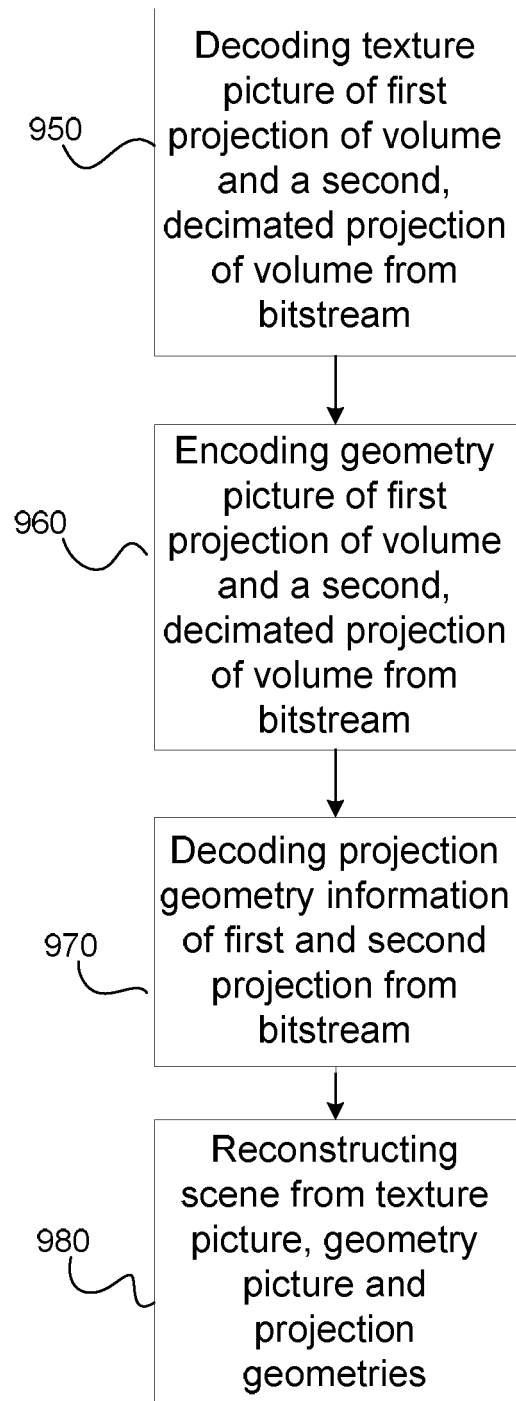 950
Decoding texture
picture of first
projection of volume
and a second,
decimated projection
of volume from
bitstream
960
Encoding geometry
picture of first
projection of volume
and a second,
decimated projection
of volume from
bitstream
970
Decoding projection
geometry information
of first and second
projection from
bitstream
980
Reconstructing
scene from texture
picture, geometry
picture and
projection
geometries